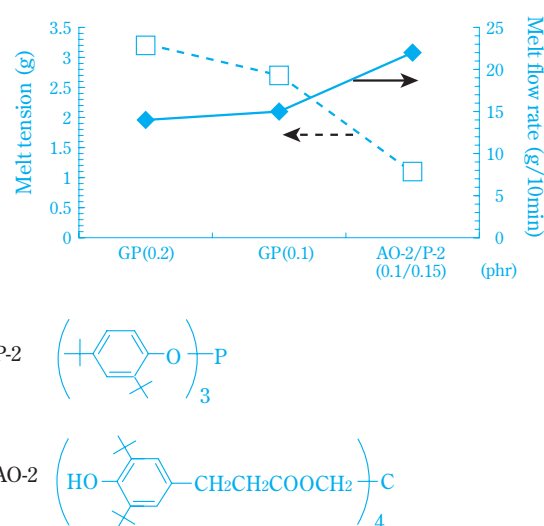 Melt tension (g)
3.5
3
2.5
2
1.5
1
0.5
0
25
20
15
10
5
0
Melt flow rate (g/10min)
GP(0.2)
GP(0.1)
AO-2/P-2
(0.1/0.15)
(phr)
P-2
O
P
3
AO-2
HO
CH2CH2COOCH2
C
4